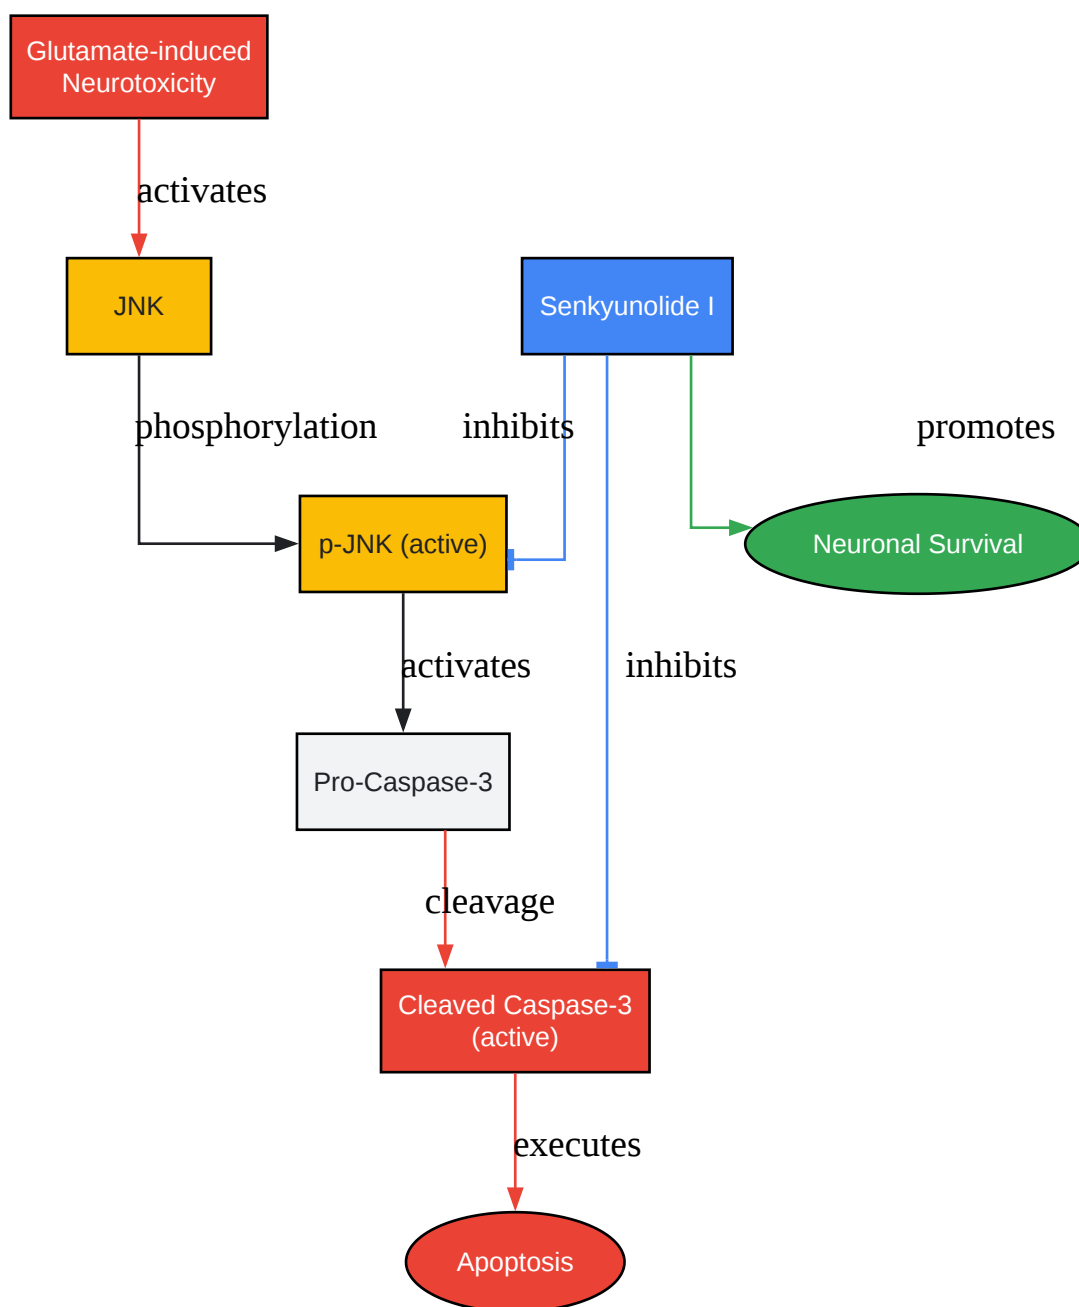 Glutamate-induced
Neurotoxicity
activates
JNK
Senkyunolide I
phosphorylation
inhibits
promotes
p-JNK (active)
Neuronal Survival
activates
inhibits
Pro-Caspase-3
cleavage
Cleaved Caspase-3
(active)
executes
Apoptosis